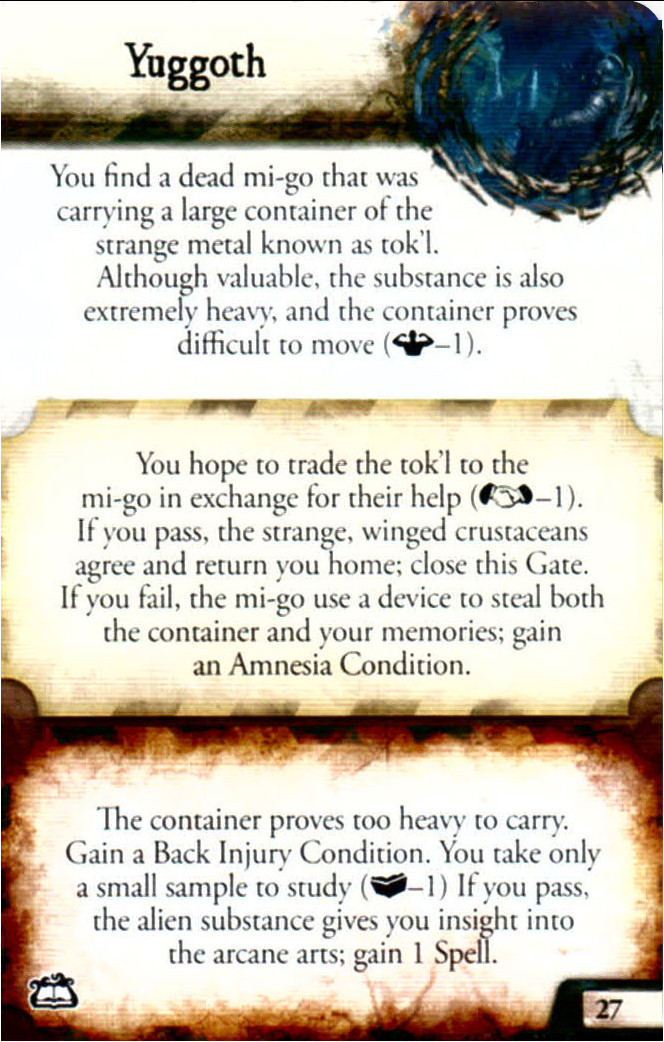 Yuggoth
You find a dead mi-go that was
carrying a large container of the
strange metal known as tok'l.
Although valuable, the substance is also
extremely heavy, and the container proves
difficult to move (–1).
You hope to trade the tok'l to the
mi-go in exchange for their help (–1).
If you pass, the strange, winged crustaceans
agree and return you home; close this Gate.
If you fail, the mi-go use a device to steal both
the container and your memories; gain
an Amnesia Condition.
The container proves too heavy to carry.
Gain a Back Injury Condition. You take only
a small sample to study (–1) If you pass,
the alien substance gives you insight into
the arcane arts; gain 1 Spell.
27